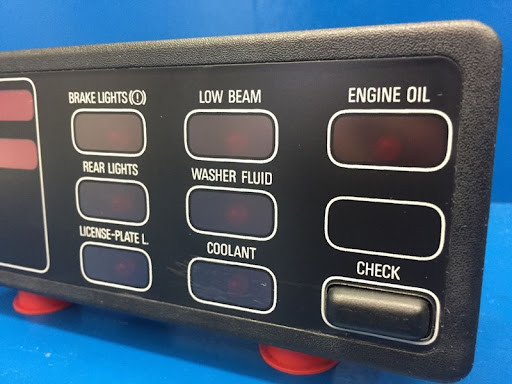 BRAKE LIGHTS(!)
LOW BEAM
ENGINE OIL
REAR LIGHTS
WASHER FLUID
LICENSE-PLATE L.
COOLANT
CHECK